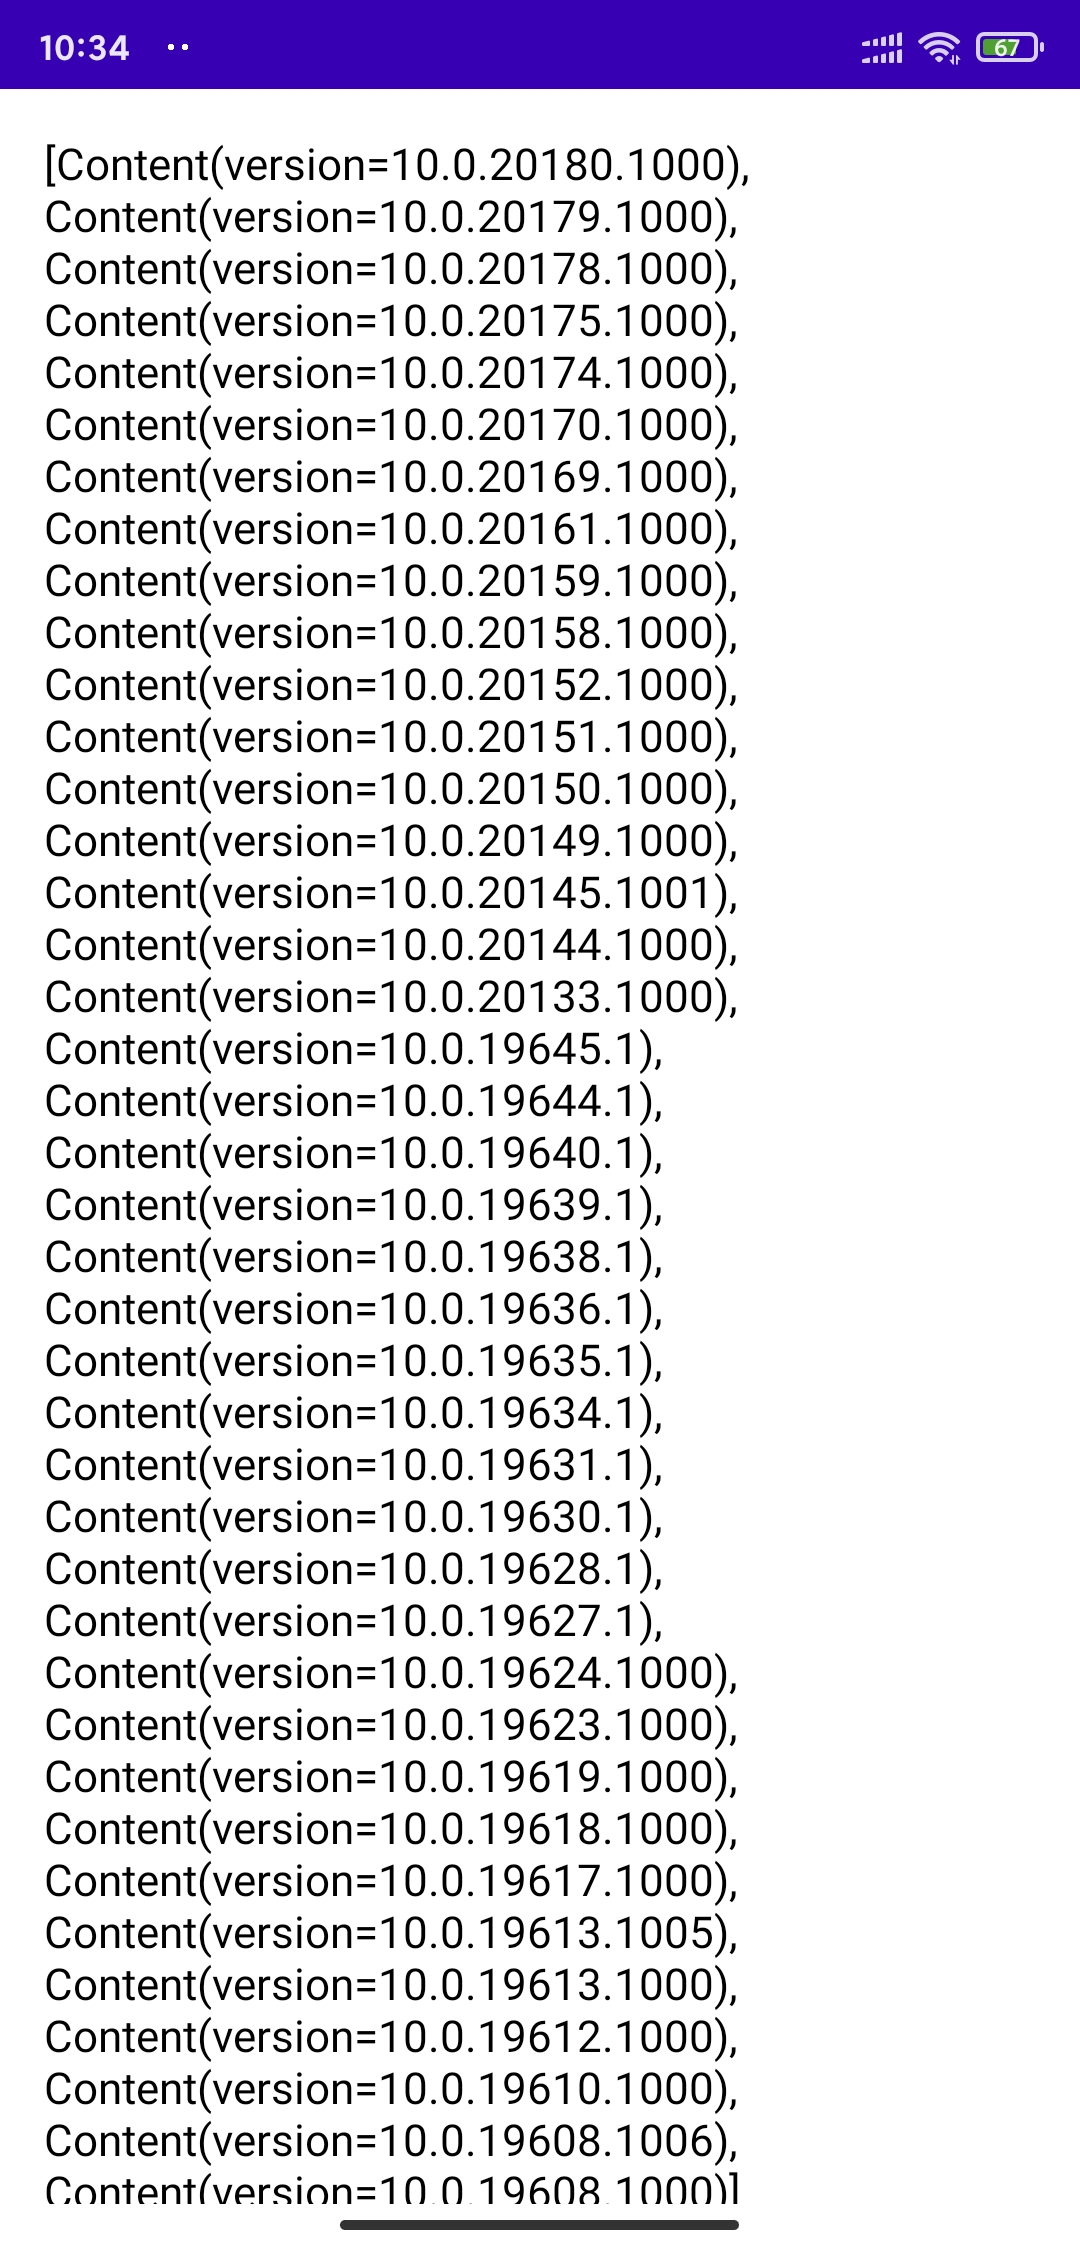 10:34
67
[Content(version=10.0.20180.1000),
Content(version=10.0.20179.1000),
Content(version=10.0.20178.1000),
Content(version=10.0.20175.1000),
Content(version=10.0.20174.1000),
Content(version=10.0.20170.1000),
Content(version=10.0.20169.1000),
Content(version=10.0.20161.1000),
Content(version=10.0.20159.1000),
Content(version=10.0.20158.1000),
Content(version=10.0.20152.1000),
Content(version=10.0.20151.1000),
Content(version=10.0.20150.1000),
Content(version=10.0.20149.1000),
Content(version=10.0.20145.1001),
Content(version=10.0.20144.1000),
Content(version=10.0.20133.1000),
Content(version=10.0.19645.1),
Content(version=10.0.19644.1),
Content(version=10.0.19640.1),
Content(version=10.0.19639.1),
Content(version=10.0.19638.1),
Content(version=10.0.19636.1),
Content(version=10.0.19635.1),
Content(version=10.0.19634.1),
Content(version=10.0.19631.1),
Content(version=10.0.19630.1),
Content(version=10.0.19628.1),
Content(version=10.0.19627.1),
Content(version=10.0.19624.1000),
Content(version=10.0.19623.1000),
Content(version=10.0.19619.1000),
Content(version=10.0.19618.1000),
Content(version=10.0.19617.1000),
Content(version=10.0.19613.1005),
Content(version=10.0.19613.1000),
Content(version=10.0.19612.1000),
Content(version=10.0.19610.1000),
Content(version=10.0.19608.1006),
Content(version=10.0.19608.1000)]